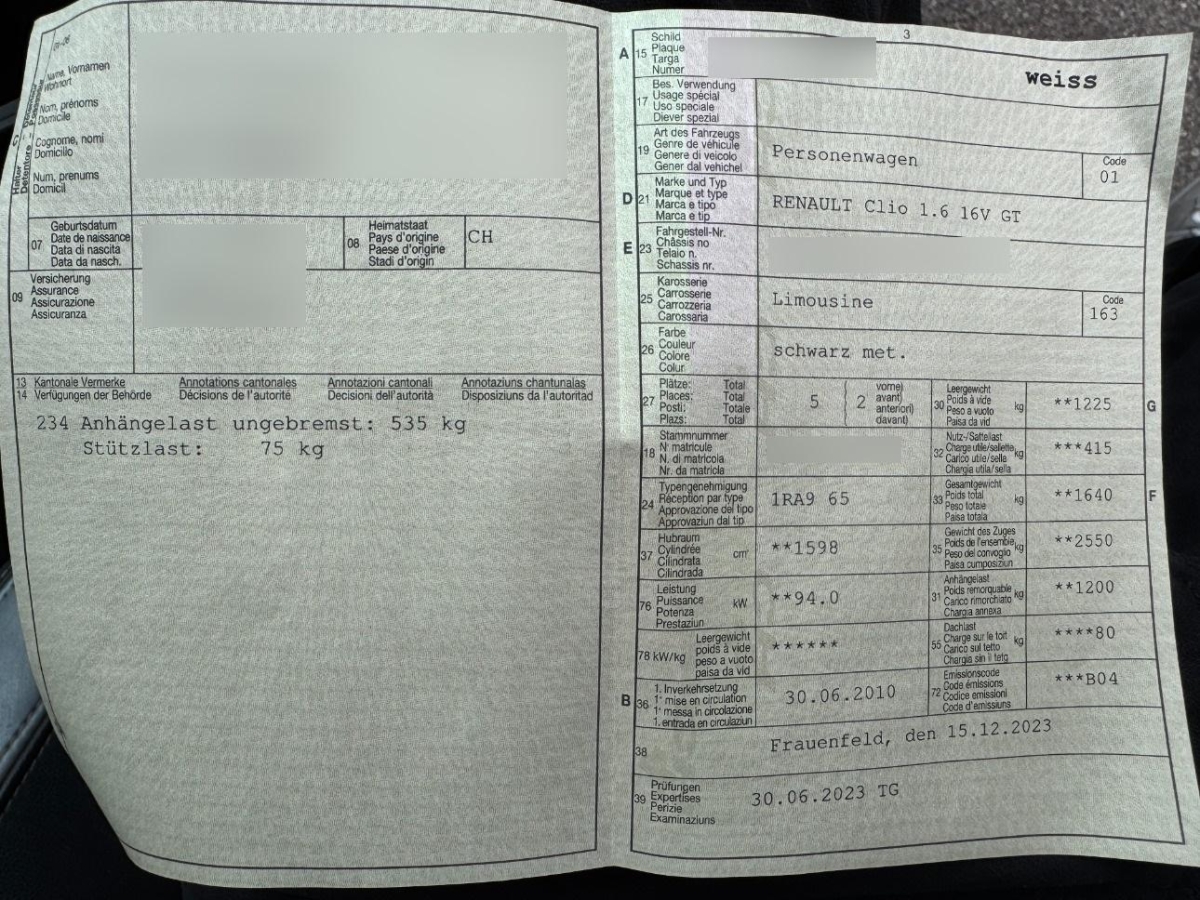 09-06
Name, Vornamen
Wohnort
Nom, prénoms
Domicile
Cognome, nomi
Domicilio
Num, prenums
Domicil
07
Geburtsdatum
Date de naissance
Data di nascita
Data da nasch.
08
Heimatstaat
Pays d'origine
Paese d'origine
Stadi d'origin
CH
09
Versicherung
Assurance
Assicurazione
Assicuranza
13 Kantonale Vermerke Annotations cantonales Annotazioni cantonali Annotaziuns chantunalas
14 Verfügungen der Behörde Décisions de l'autorité Decisioni dell'autorità Disposiziuns da l'autoritad
234 Anhängelast ungebremst: 535 kg
Stützlast: 75 kg
3
A 15
Schild
Plaque
Targa
Numer
weiss
17
Bes. Verwendung
Usage spécial
Uso speciale
Diever spezial
19
Art des Fahrzeugs
Genre de véhicule
Genere di veicolo
Gener dal vehichel
Personenwagen
Code
01
D 21
Marke und Typ
Marque et type
Marca e tipo
Marca e tip
RENAULT Clio 1.6 16V GT
E 23
Fahrgestell-Nr.
Châssis no
Telaio n.
Schassis nr.
25
Karosserie
Carrosserie
Carrozzeria
Carossaria
Limousine
Code
163
26
Farbe
Couleur
Colore
Colur
schwarz met.
27
Plätze: Total
Places: Total
Posti: Totale
Plazs: Total
5
2
vorne)
avant)
anteriori)
davant)
30
Leergewicht
Poids à vide
Peso a vuoto
Paisa da vid
kg
**1225
G
18
Stammnummer
N° matricule
N. di matricola
Nr. da matricla
32
Nutz-/Sattellast
Charge utile/sellette
Carico utile/sella
Chargia utila/sella
kg
***415
24
Typengenehmigung
Réception par type
Approvazione del tipo
Approvaziun dal tip
1RA9 65
33
Gesamtgewicht
Poids total
Peso totale
Paisa totala
kg
**1640
F
37
Hubraum
Cylindrée
Cilindrata
Cilindrada
cm³
**1598
35
Gewicht des Zuges
Poids de l'ensemble
Peso del convoglio
Paisa cumposiziun
kg
**2550
76
Leistung
Puissance
Potenza
Prestaziun
kW
**94.0
31
Anhängelast
Poids remorquable
Carico rimorchiato
Chargia annexa
kg
**1200
78 kW/kg
Leergewicht
poids à vide
peso a vuoto
paisa da vid
******
55
Dachlast
Charge sur le toit
Carico sul tetto
Chargia sin il tetg
kg
****80
B 36
1. Inverkehrsetzung
1ᵉ mise en circulation
1ᵃ messa in circolazione
1. entrada en circulaziun
30.06.2010
72
Emissionscode
Code émissions
Codice emissioni
Code d'emissiuns
***B04
38
Frauenfeld, den 15.12.2023
39
Prüfungen
Expertises
Perizie
Examinaziuns
30.06.2023 TG